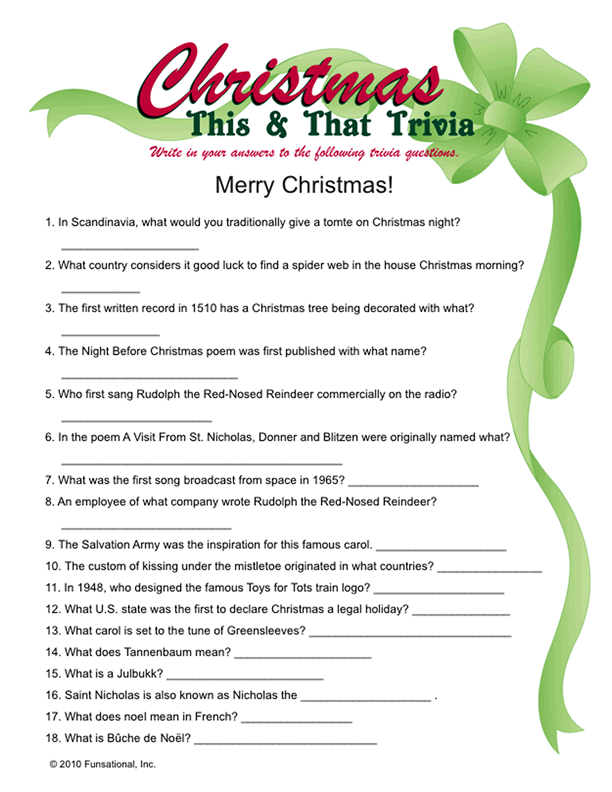 Christmas
This & That Trivia
Write in your answers to the following trivia questions.
Merry Christmas!
1. In Scandinavia, what would you traditionally give a tomte on Christmas night?
_____________________
2. What country considers it good luck to find a spider web in the house Christmas morning?
____________
3. The first written record in 1510 has a Christmas tree being decorated with what?
_______________
4. The Night Before Christmas poem was first published with what name?
___________________________
5. Who first sang Rudolph the Red-Nosed Reindeer commercially on the radio?
_______________________
6. In the poem A Visit From St. Nicholas, Donner and Blitzen were originally named what?
___________________________________________
7. What was the first song broadcast from space in 1965? ____________________
8. An employee of what company wrote Rudolph the Red-Nosed Reindeer?
__________________________
9. The Salvation Army was the inspiration for this famous carol. ____________________
10. The custom of kissing under the mistletoe originated in what countries? ________________
11. In 1948, who designed the famous Toys for Tots train logo? ____________________
12. What U.S. state was the first to declare Christmas a legal holiday? _______________
13. What carol is set to the tune of Greensleeves? _______________________________
14. What does Tannenbaum mean? _____________________
15. What is a Julbukk? ________________________
16. Saint Nicholas is also known as Nicholas the ____________________ .
17. What does noel mean in French? _________________
18. What is Bûche de Noël? ____________________________
© 2010 Funsational, Inc.